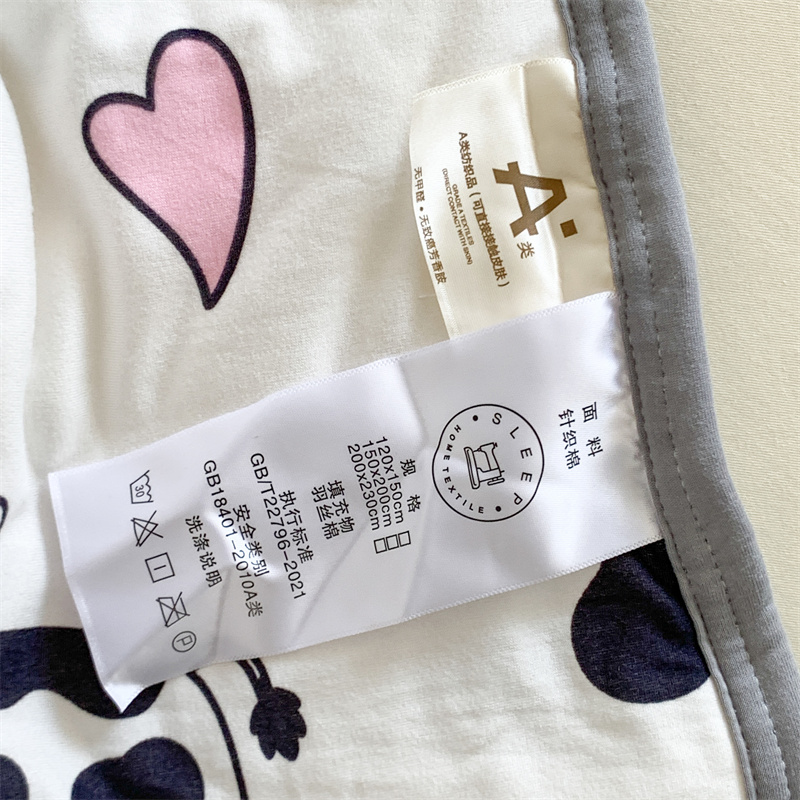 A类
A类纺织品(可直接接触皮肤)
GRADE A TEXTILES
(DIRECT CONTACT WITH SKIN)
无甲醛•无致癌芳香胺
面料
针织棉
SLEEP
HOME TEXTILE
规格
120x150cm
150x200cm
200x230cm
填充物
羽丝棉
执行标准
GB/T22796-2021
安全类别
GB18401-2010A类
洗涤说明
30
P